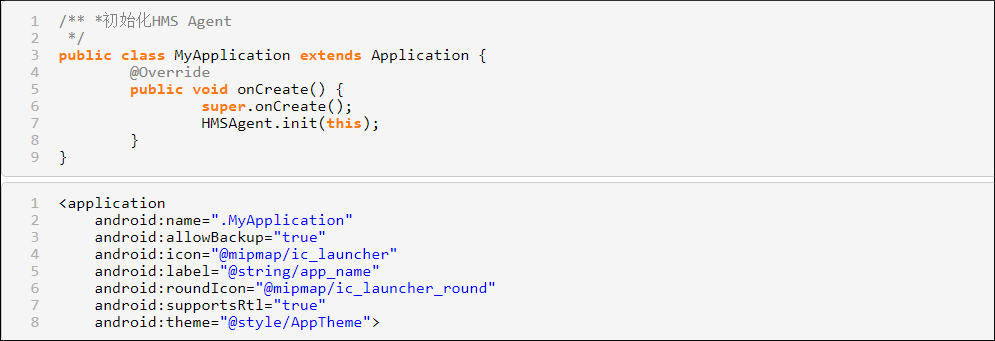 1 /** *初始化HMS Agent
2 */
3 public class MyApplication extends Application {
4 @Override
5 public void onCreate() {
6 super.onCreate();
7 HMSAgent.init(this);
8 }
9 }
1 <application
2 android:name=".MyApplication"
3 android:allowBackup="true"
4 android:icon="@mipmap/ic_launcher"
5 android:label="@string/app_name"
6 android:roundIcon="@mipmap/ic_launcher_round"
7 android:supportsRtl="true"
8 android:theme="@style/AppTheme">